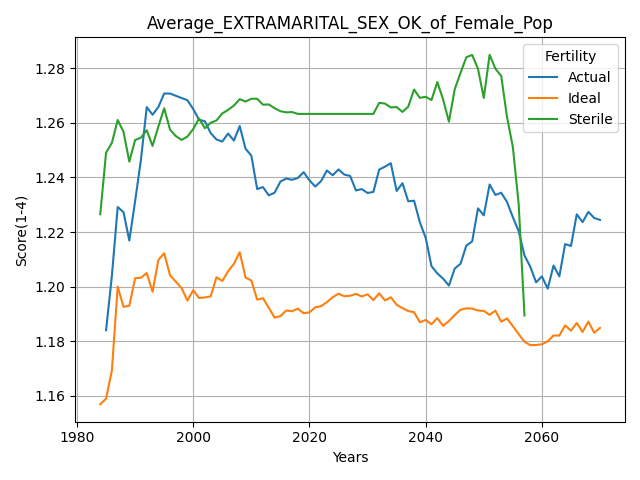 Average_EXTRAMARITAL_SEX_OK_of_Female_Pop
Score(1-4)
1.28
1.26
1.24
1.22
1.20
1.18
1.16
Fertility
Actual
Ideal
Sterile
1980 2000 2020 2040 2060
Years